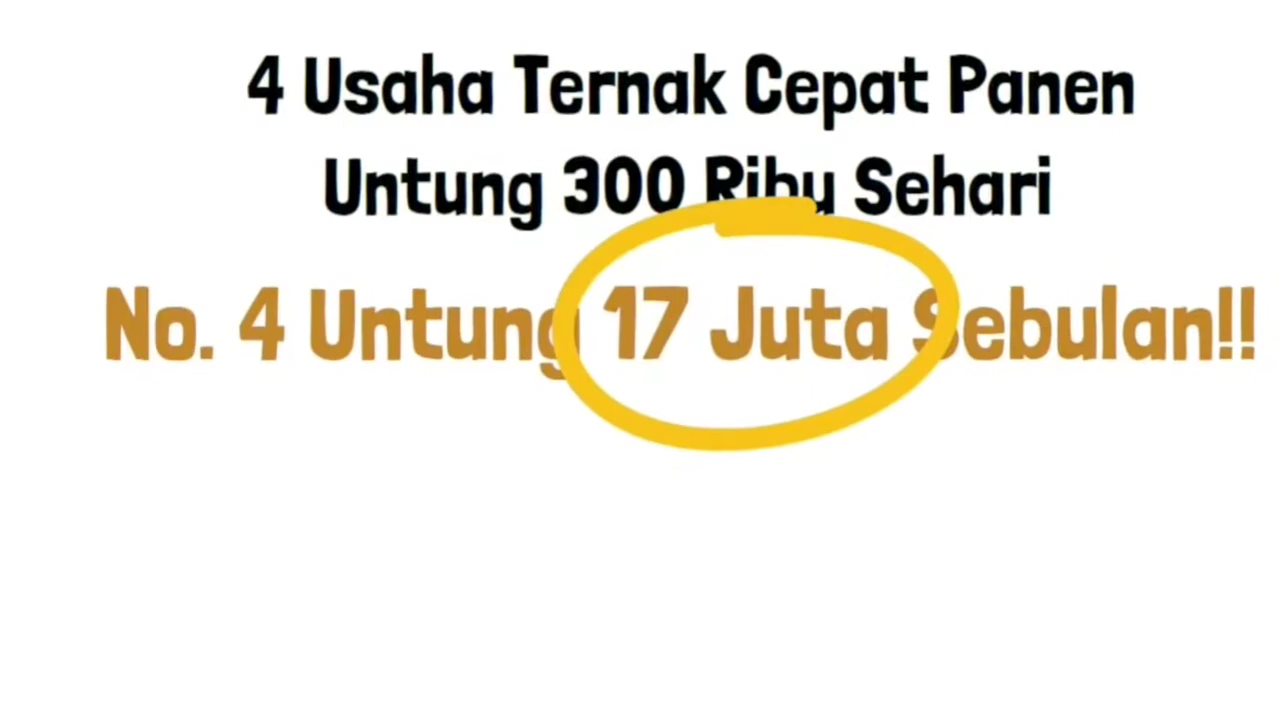 4 Usaha Ternak Cepat Panen
Untung 300 Ribu Sehari
No. 4 Untung 17 Juta Sebulan!!